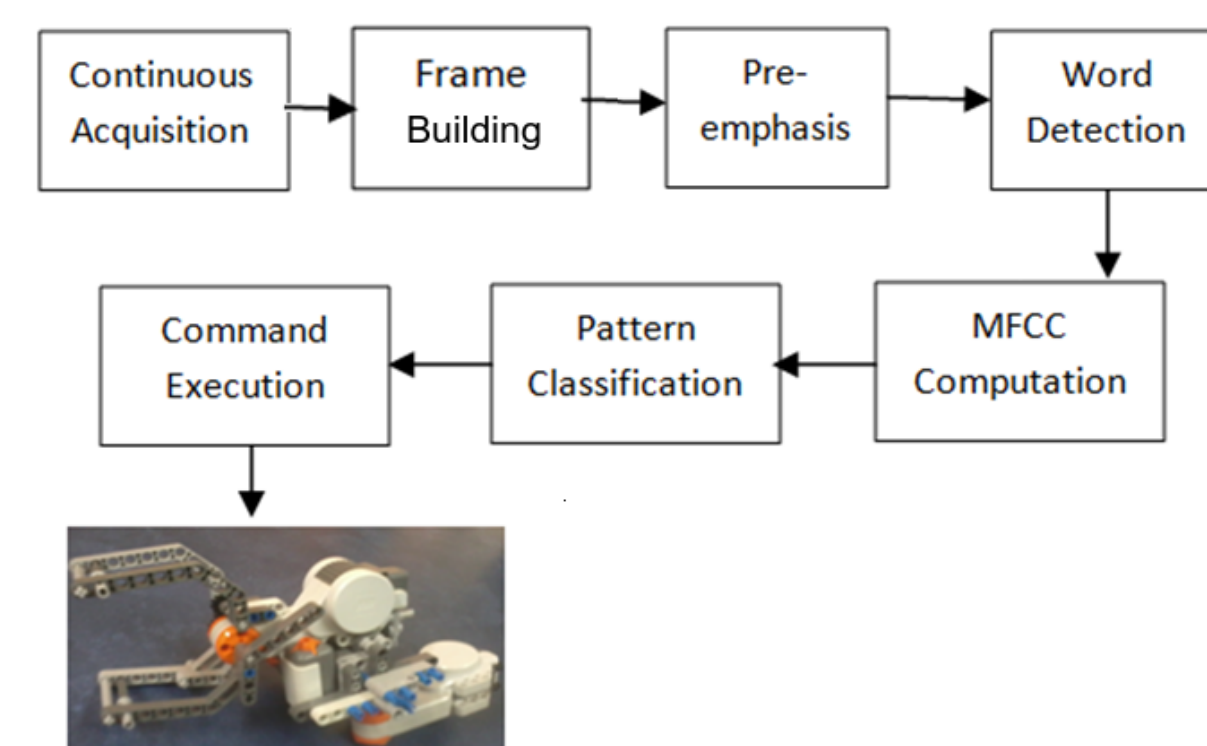 Continuous
Acquisition
Frame
Building
Pre-
emphasis
Word
Detection
Command
Execution
Pattern
Classification
MFCC
Computation